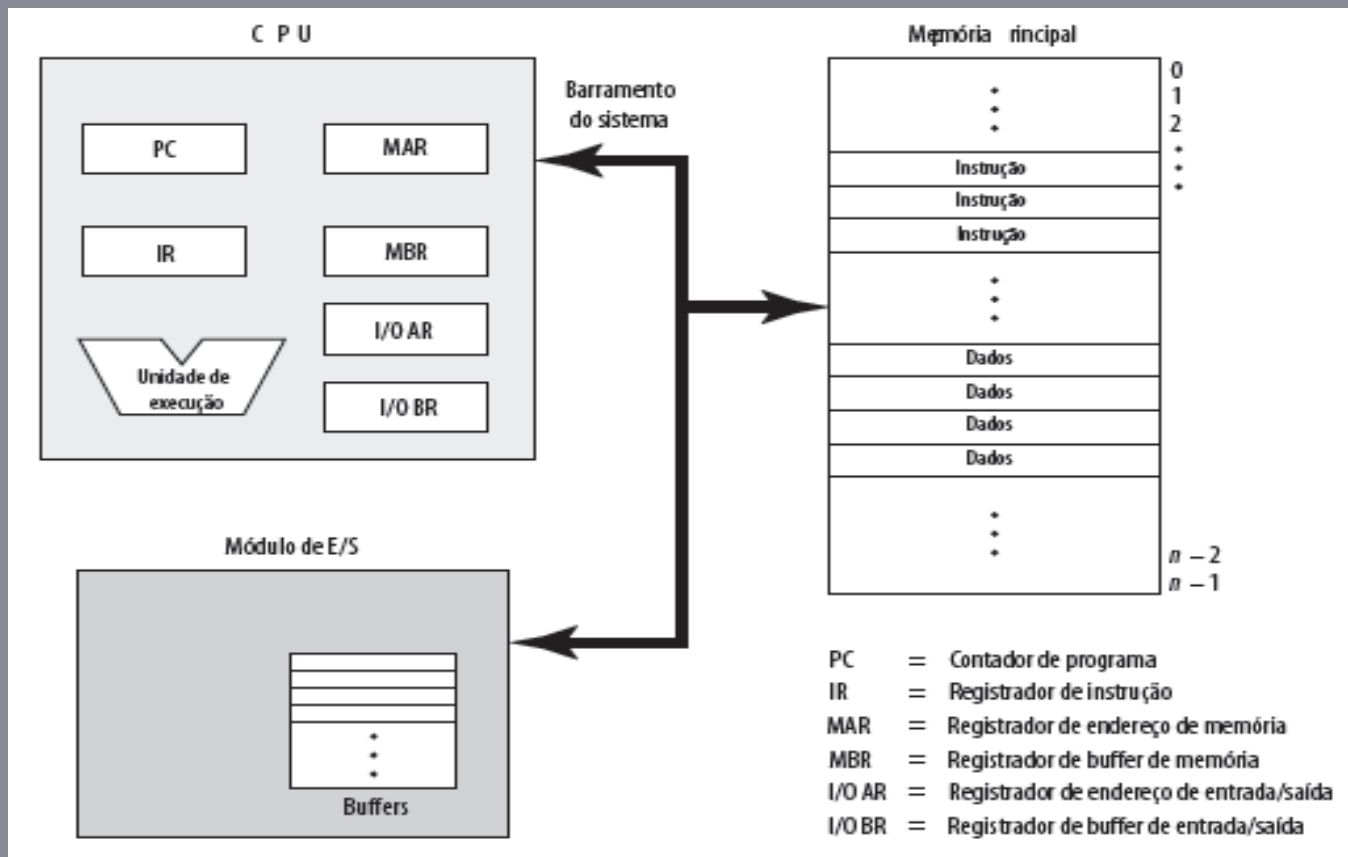 C P U
PC
MAR
IR
MBR
I/O AR
I/O BR
Unidade de
execução
Barramento
do sistema
Memória rincipal
0
1
2
Instrução
Instrução
Instrução
Dados
Dados
Dados
Dados
n – 2
n – 1
Módulo de E/S
Buffers
PC = Contador de programa
IR = Registrador de instrução
MAR = Registrador de endereço de memória
MBR = Registrador de buffer de memória
I/O AR = Registrador de endereço de entrada/saída
I/O BR = Registrador de buffer de entrada/saída